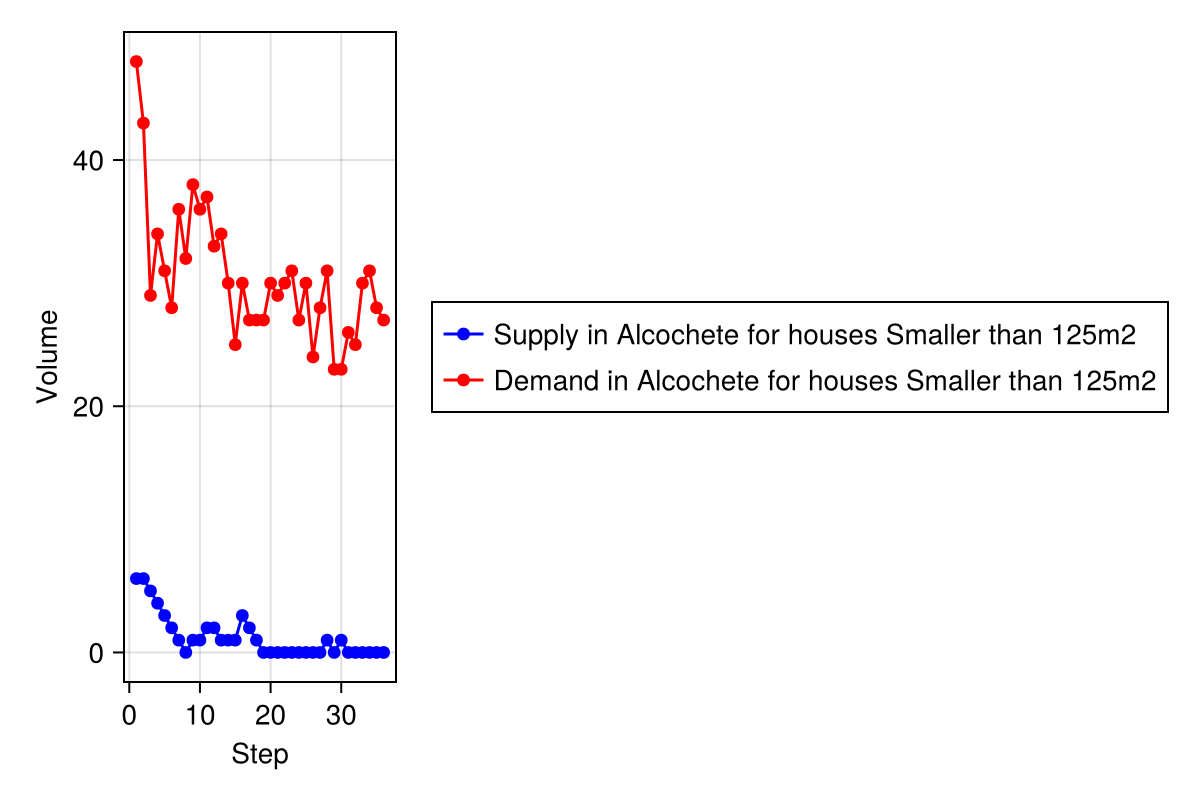 40
20
0
Volume
0 10 20 30
Step
Supply in Alcochete for houses Smaller than 125m2
Demand in Alcochete for houses Smaller than 125m2